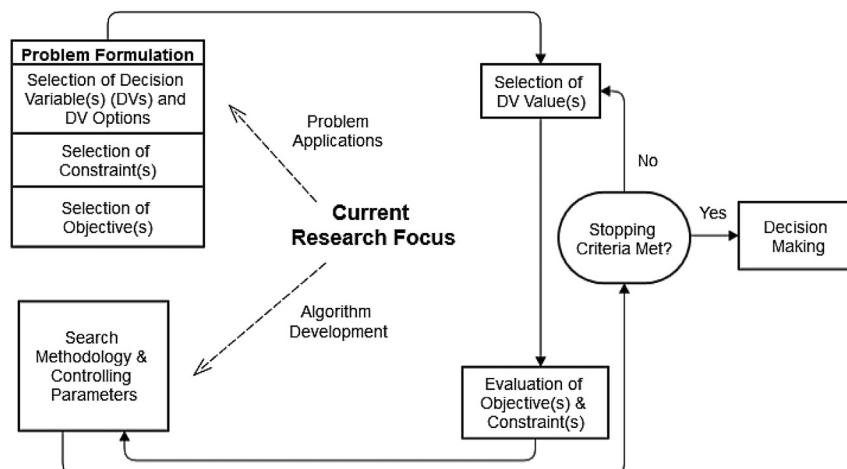 Problem Formulation
Selection of Decision
Variable(s) (DVs) and
DV Options
Selection of
Constraint(s)
Selection of
Objective(s)
Problem
Applications
Current
Research Focus
Algorithm
Development
Search
Methodology &
Controlling
Parameters
Selection of
DV Value(s)
Evaluation of
Objective(s) &
Constraint(s)
No
Stopping
Criteria Met?
Yes
Decision
Making